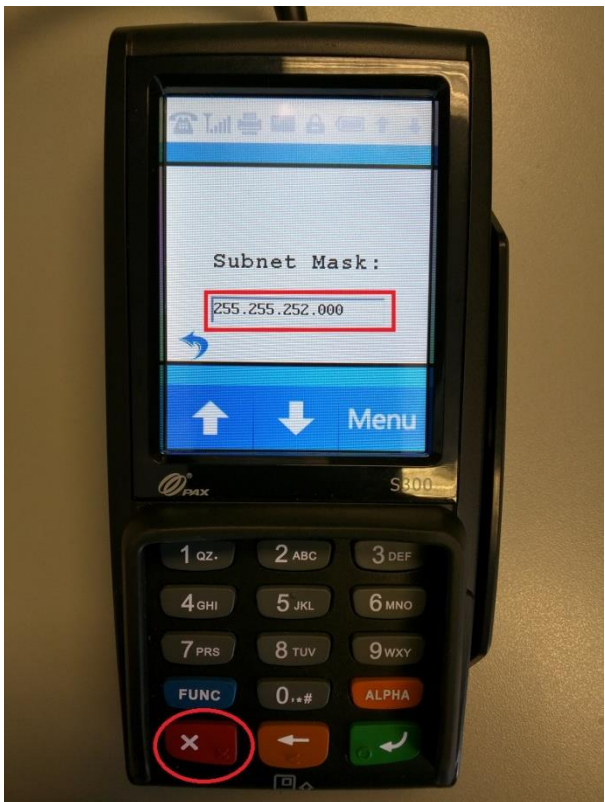 Subnet Mask:
255.255.252.000
Menu
PAX S300
1 QZ. 2 ABC 3 DEF
4 GHI 5 JKL 6 MNO
7 PRS 8 TUV 9 WXY
FUNC 0,*# ALPHA